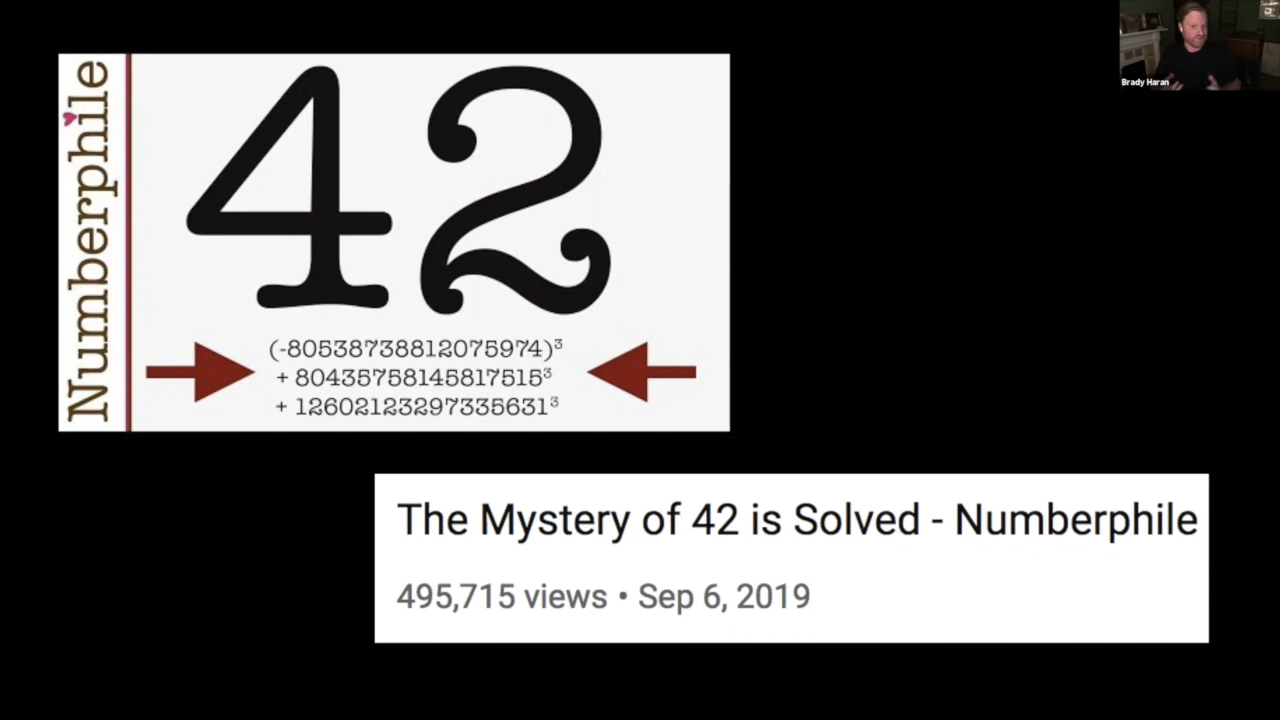 Brady Haran
Numberphile
42
(-80538738812075974)³
+ 80435758145817515³
+ 12602123297335631³
The Mystery of 42 is Solved - Numberphile
495,715 views • Sep 6, 2019